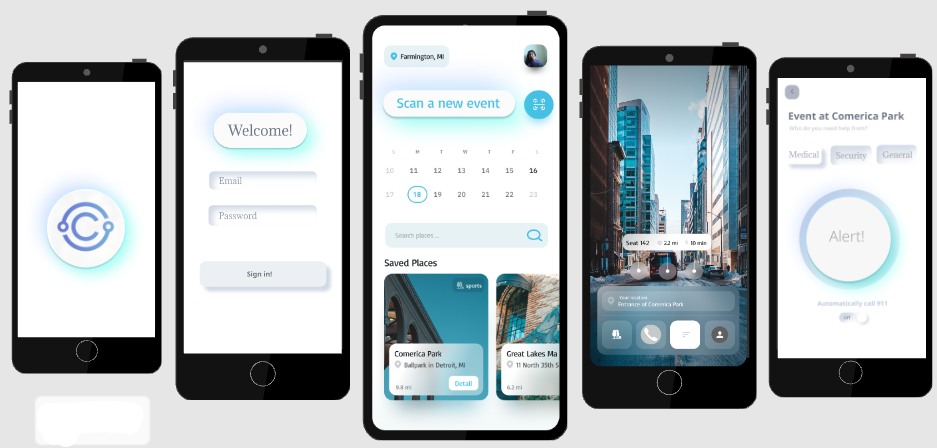 Welcome!
Email
Password
Sign in!
Farmington, MI
Scan a new event
S M T W T F S
10 11 12 13 14 15 16
17 18 19 20 21 22 23
Search places ...
Saved Places
sports
Comerica Park
Ballpark in Detroit, MI
9.8 mi
Detail
Great Lakes Ma
11 North 35th S
6.2 mi
Seat 142 22 mi 10 min
Your location
Entrance of Comerica Park
Event at Comerica Park
Who do you need help from?
Medical Security General
Alert!
Automatically call 911
Off